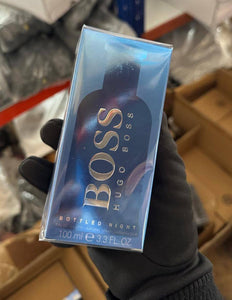 BOSS
HUGO BOSS
BOTTLED NIGHT
100 ml e 3.3 FL.OZ